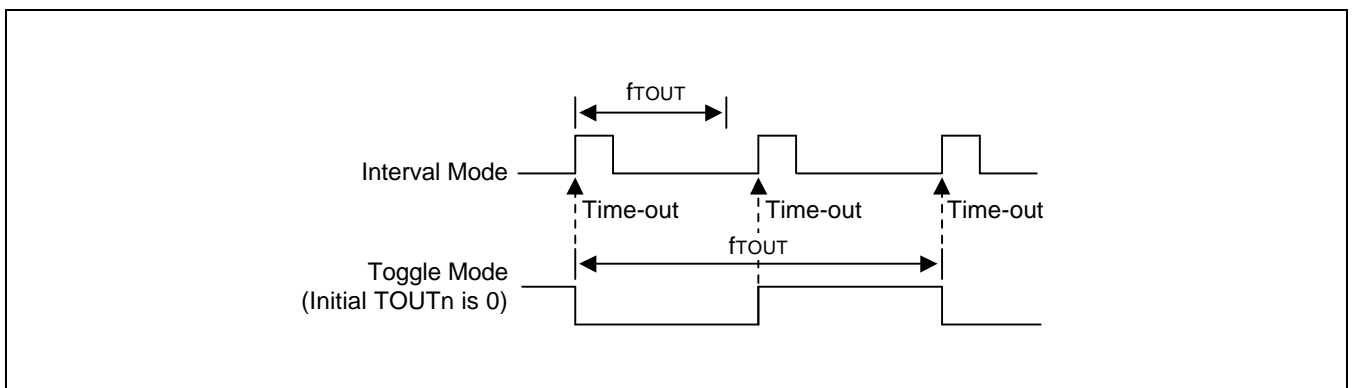 fTOUT
Interval Mode
Time-out
Time-out
Time-out
fTOUT
Toggle Mode
(Initial TOUTn is 0)